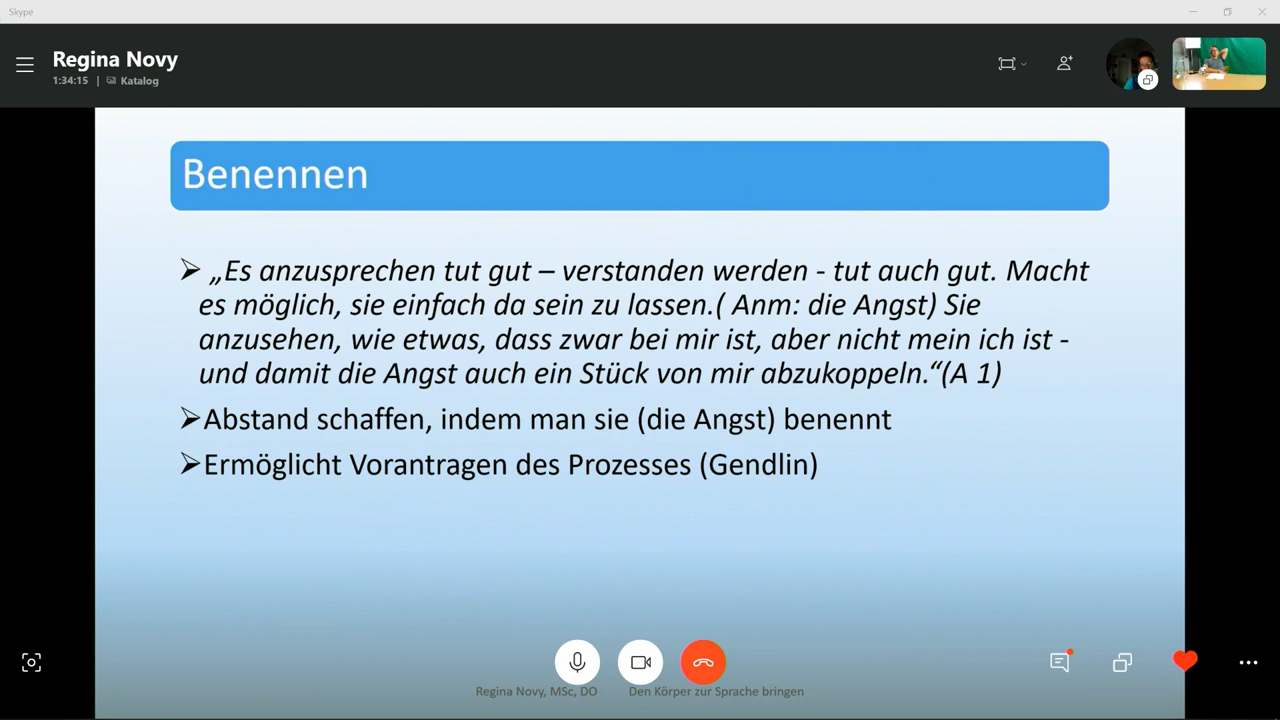 Skype
Regina Novy
1:34:15 | Katalog
Benennen
➢ „Es anzusprechen tut gut – verstanden werden - tut auch gut. Macht
es möglich, sie einfach da sein zu lassen.( Anm: die Angst) Sie
anzusehen, wie etwas, dass zwar bei mir ist, aber nicht mein ich ist -
und damit die Angst auch ein Stück von mir abzukoppeln.“(A 1)
➢Abstand schaffen, indem man sie (die Angst) benennt
➢Ermöglicht Vorantragen des Prozesses (Gendlin)
Regina Novy, MSc, DO Den Körper zur Sprache bringen